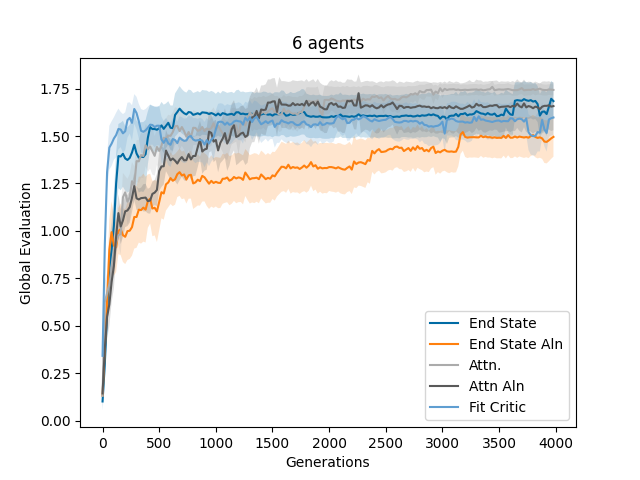 6 agents
Global Evaluation
1.75
1.50
1.25
1.00
0.75
0.50
0.25
0.00
0 500 1000 1500 2000 2500 3000 3500 4000
Generations
End State
End State Aln
Attn.
Attn Aln
Fit Critic